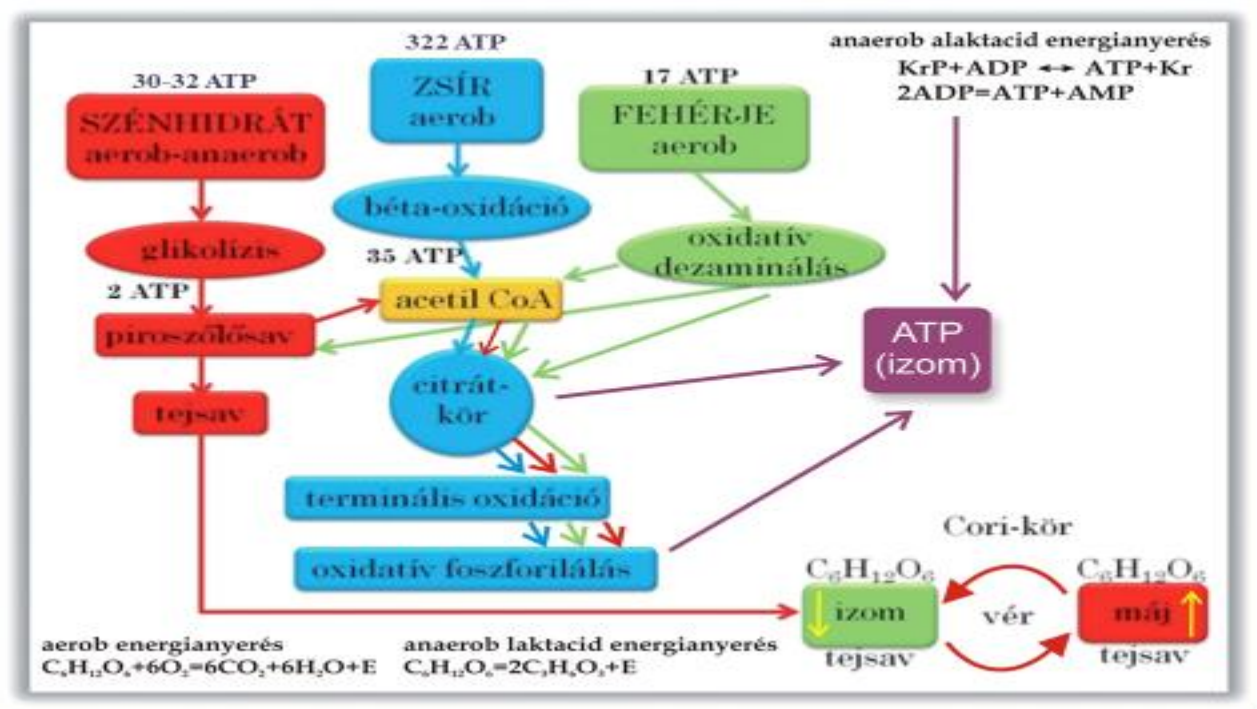 322 ATP
anaerob alaktacid energianyerés
KrP+ADP ↔ ATP+Kr
2ADP=ATP+AMP
30-32 ATP
SZÉNHIDRÁT
aerob-anaerob
ZSÍR
aerob
17 ATP
FEHÉRJE
aerob
béta-oxidáció
glikolízis
35 ATP
oxidatív
dezaminálás
2 ATP
acetil CoA
piroszőlősav
ATP
(izom)
citrát-
kör
tejsav
terminális oxidáció
oxidatív foszforilálás
Cori-kör
C₆H₁₂O₆
izom
tejsav
vér
C₆H₁₂O₆
máj
tejsav
aerob energianyerés
C₆H₁₂O₆+6O₂=6CO₂+6H₂O+E
anaerob laktacid energianyerés
C₆H₁₂O₆=2C₃H₆O₃+E